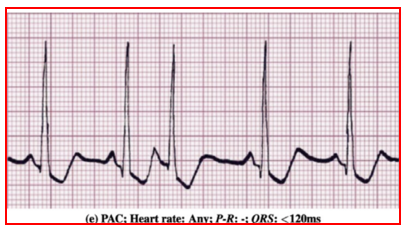 (e) PAC; Heart rate: Any; P-R: -; QRS: <120ms